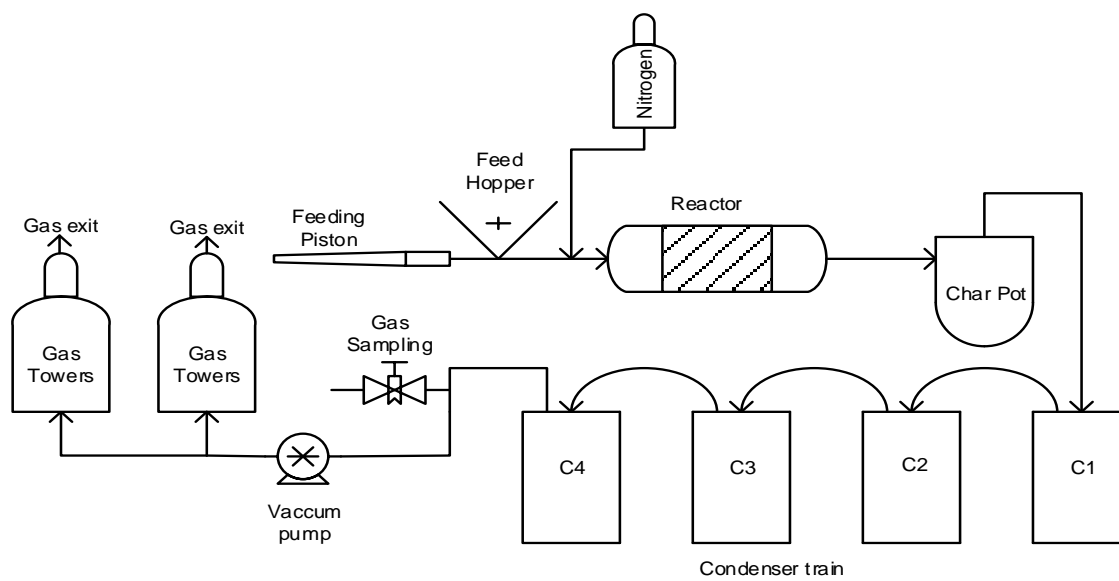 Nitrogen
Feed
Hopper
Feeding
Piston
Reactor
Gas exit
Gas exit
Char Pot
Gas
Towers
Gas
Towers
Gas
Sampling
C4
C3
C2
C1
Vaccum
pump
Condenser train